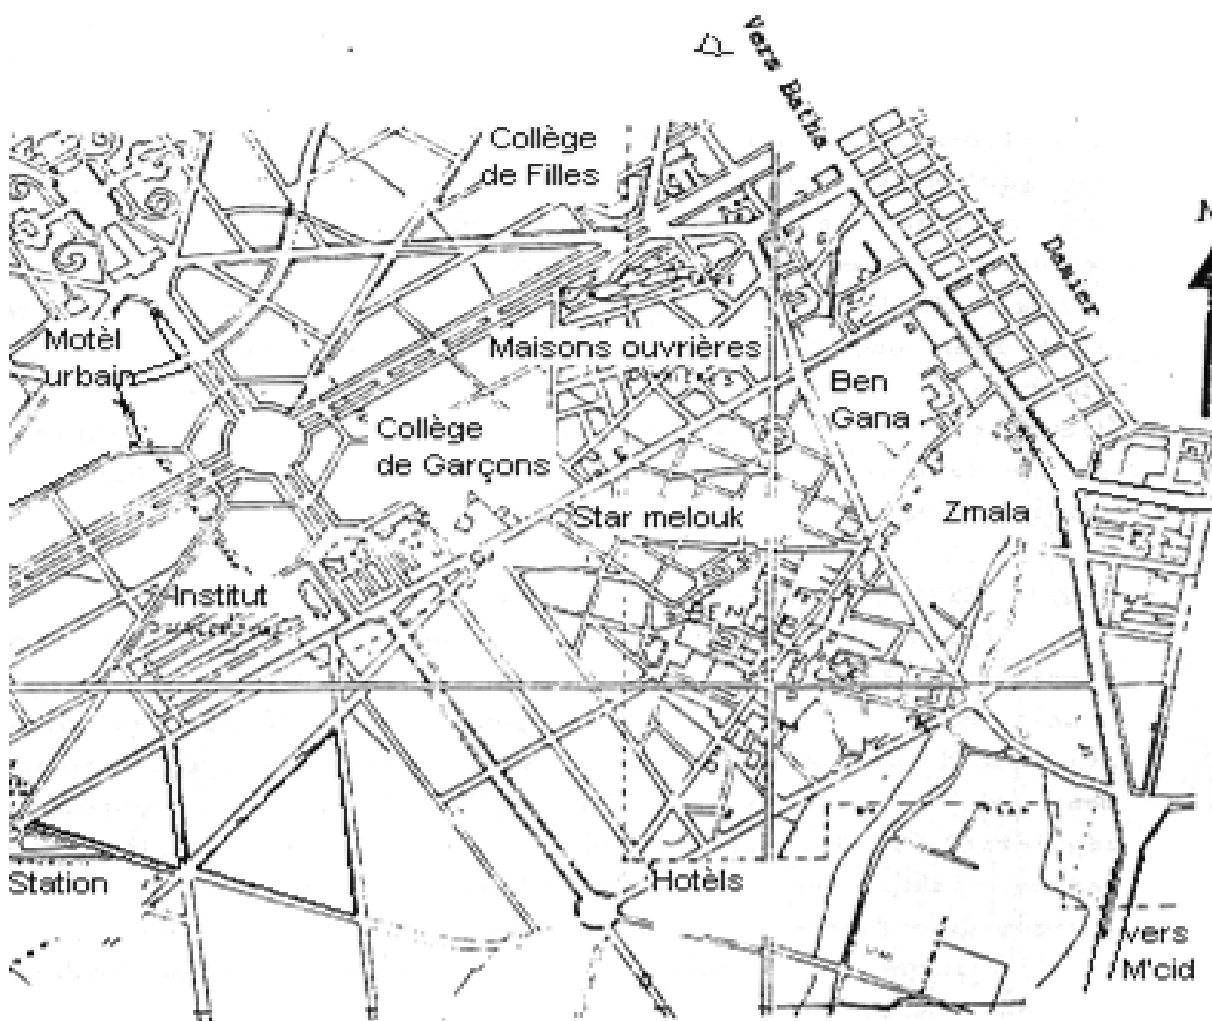 vers Batna
Collège
de Filles
N
Damier
Motèl
urbain
Maisons ouvrières
Ben
Gana
Collège
de Garçons
Star melouk
Zmala
Institut
Station
Hotèls
vers
M'cid